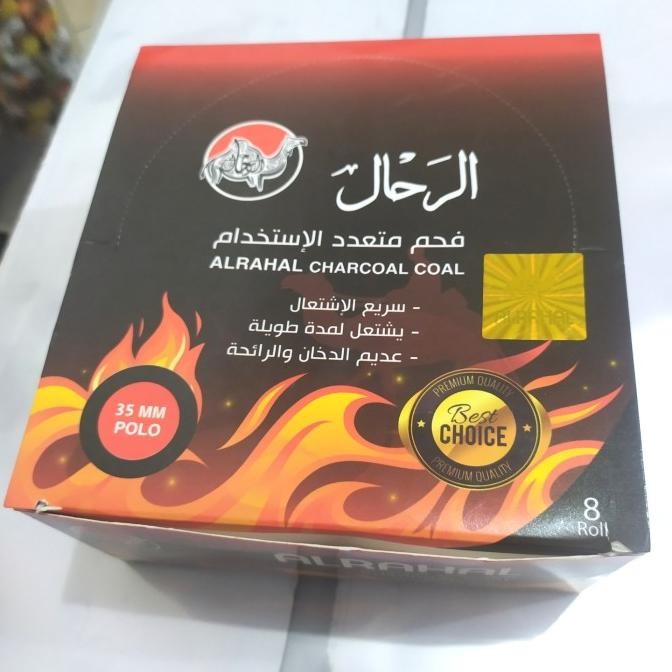 الرحال
فحم متعدد الإستخدام
ALRAHAL CHARCOAL COAL
- سريع الإشتعال
- يشتعل لمدة طويلة
- عديم الدخان والرائحة
ALRAHAL
35 MM
POLO
PREMIUM QUALITY
Best
CHOICE
PREMIUM QUALITY
8
Roll
ALRAHAL